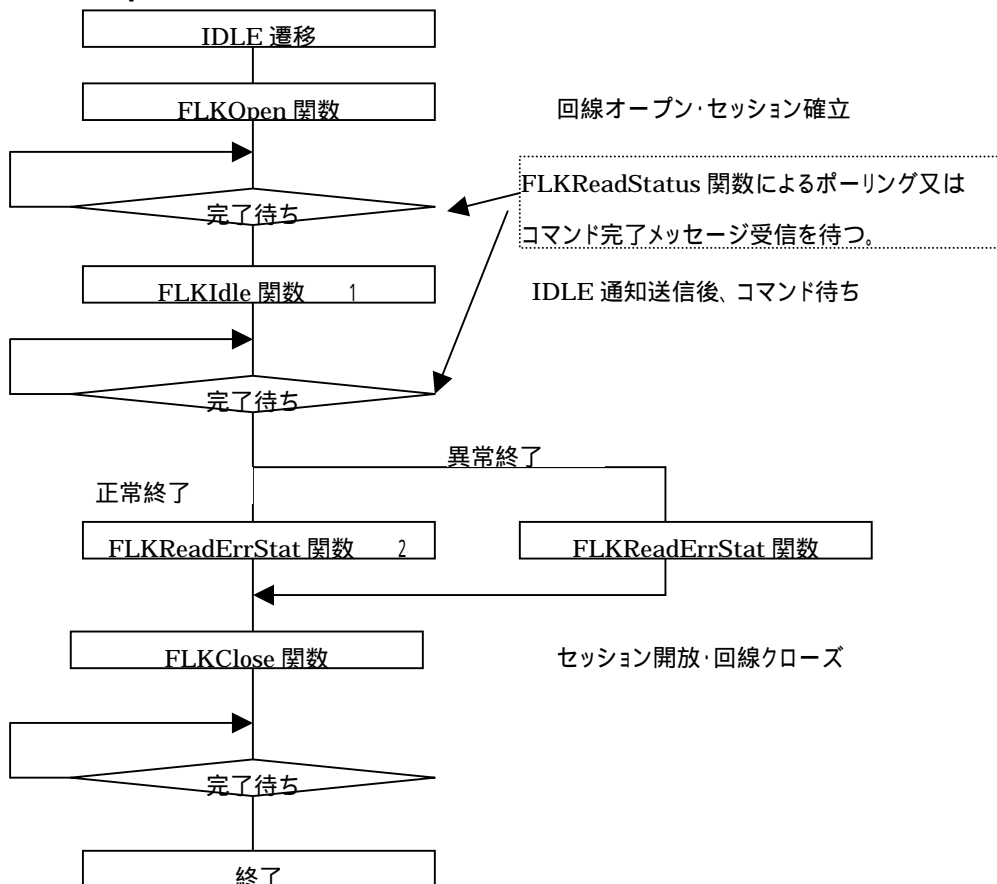 IDLE 遷移
FLKOpen 関数
回線オープン・セッション確立
FLKReadStatus 関数によるポーリング又は
コマンド完了メッセージ受信を待つ。
完了待ち
FLKIdle 関数 1
IDLE 通知送信後、コマンド待ち
完了待ち
異常終了
正常終了
FLKReadErrStat 関数 2
FLKReadErrStat 関数
FLKClose 関数
セッション開放・回線クローズ
完了待ち
終了